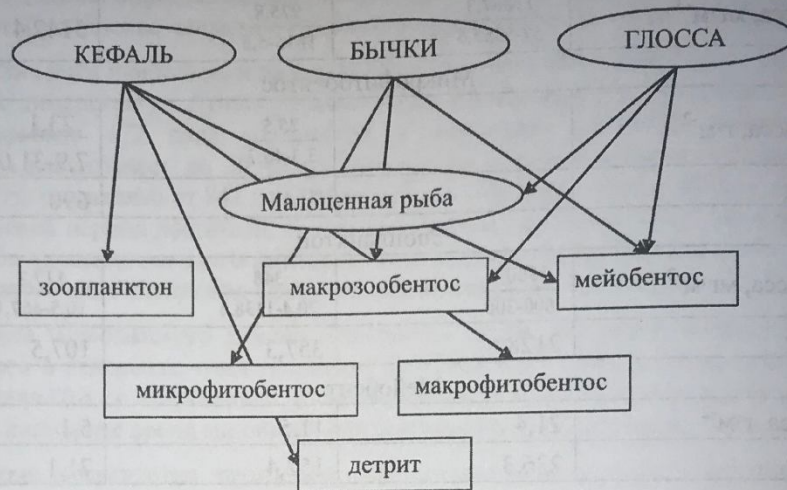 КЕФАЛЬ БЫЧКИ ГЛОССА
Малоценная рыба
зоопланктон макрозообентос мейобентос
микрофитобентос макрофитобентос
детрит